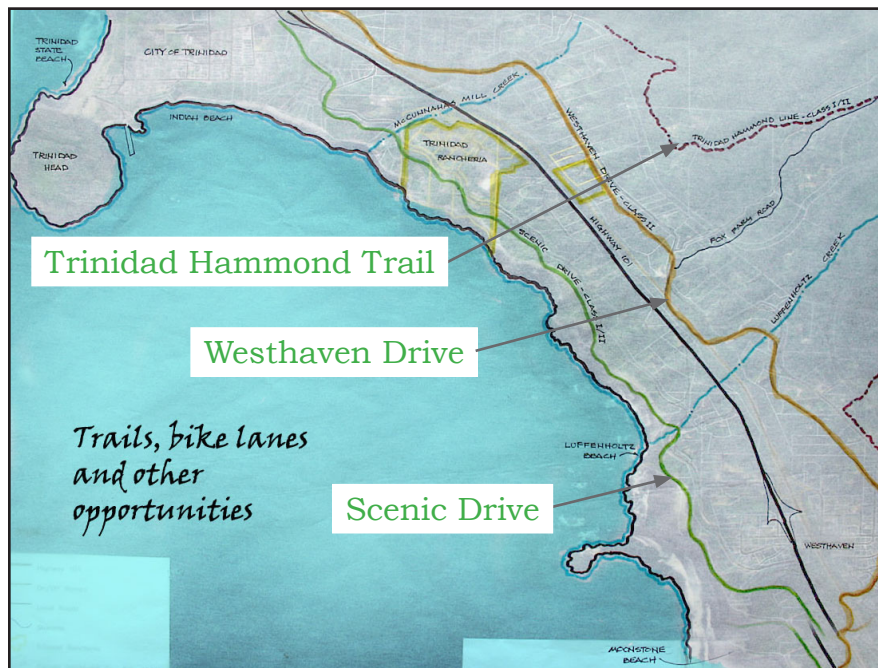 TRINIDAD
STATE
BEACH
CITY OF TRINIDAD
INDIAN BEACH
TRINIDAD
HEAD
McCONNAHAS MILL CREEK
TRINIDAD
RANCHERIA
WESTHAVEN DRIVE-CLASS II
TRINIDAD HAMMOND LINE-CLASS I/II
FOX FARM ROAD
HIGHWAY 101
SCENIC DRIVE-CLASS I/II
LUFFENHOLTZ CREEK
Trinidad Hammond Trail
Westhaven Drive
Trails, bike lanes
and other
opportunities
LUFFENHOLTZ
BEACH
Scenic Drive
WESTHAVEN
MOONSTONE
BEACH